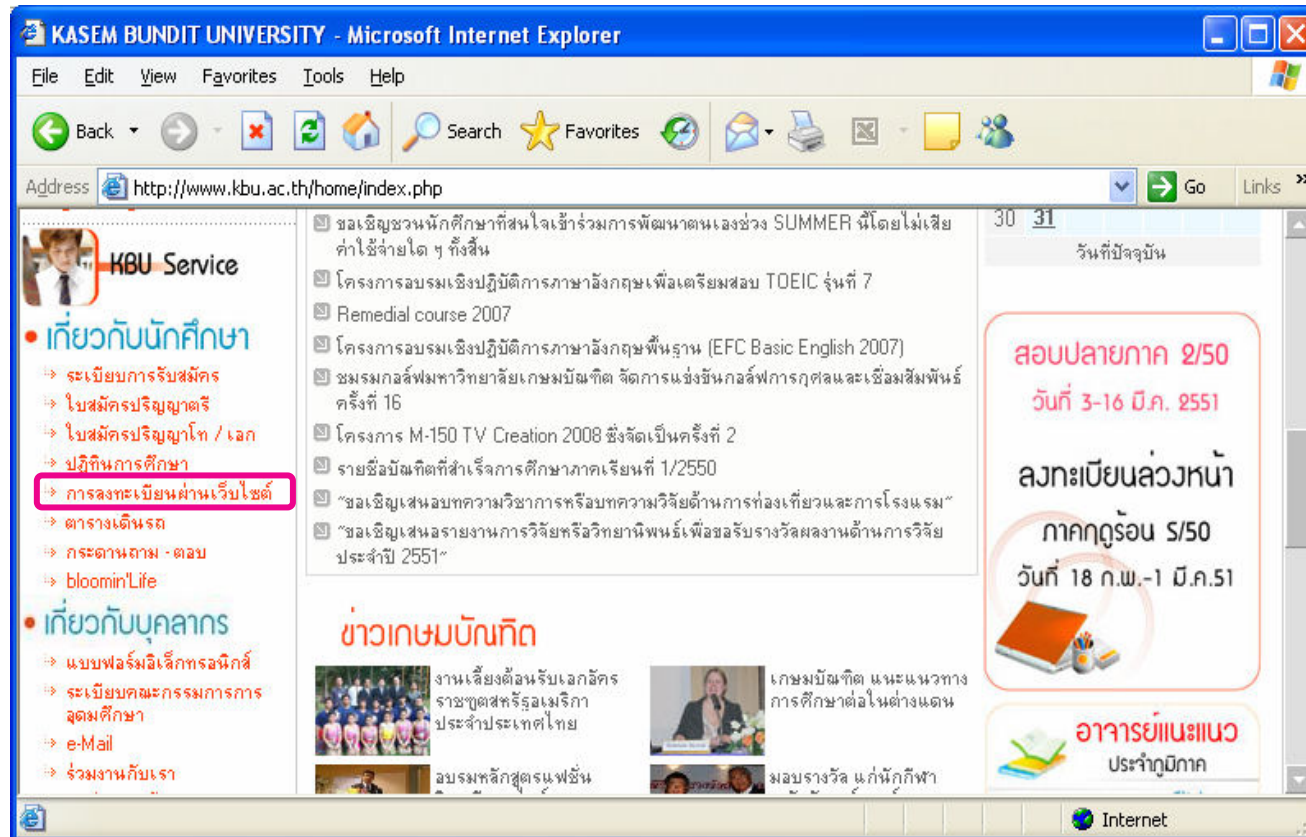 KASEM BUNDIT UNIVERSITY - Microsoft Internet Explorer
File Edit View Favorites Tools Help
Back Search Favorites
Address http://www.kbu.ac.th/home/index.php Go Links »
KBU Service
• เกี่ยวกับนักศึกษา
ระเบียบการรับสมัคร
ใบสมัครปริญญาตรี
ใบสมัครปริญญาโท / เอก
ปฏิทินการศึกษา
การลงทะเบียนผ่านเว็บไซต์
ตารางเดินรถ
กระดานถาม - ตอบ
bloomin'Life
• เกี่ยวกับบุคลากร
แบบฟอร์มอิเล็กทรอนิกส์
ระเบียบคณะกรรมการการ
อุดมศึกษา
e-Mail
ร่วมงานกับเรา
ขอเชิญชวนนักศึกษาที่สนใจเข้าร่วมการพัฒนาตนเองช่วง SUMMER นี้โดยไม่เสีย
ค่าใช้จ่ายใด ๆ ทั้งสิ้น
โครงการอบรมเชิงปฏิบัติการภาษาอังกฤษเพื่อเตรียมสอบ TOEIC รุ่นที่ 7
Remedial course 2007
โครงการอบรมเชิงปฏิบัติการภาษาอังกฤษพื้นฐาน (EFC Basic English 2007)
ชมรมกอล์ฟมหาวิทยาลัยเกษมบัณฑิต จัดการแข่งขันกอล์ฟการกุศลและเชื่อมสัมพันธ์
ครั้งที่ 16
โครงการ M-150 TV Creation 2008 ซึ่งจัดเป็นครั้งที่ 2
รายชื่อบัณฑิตที่สำเร็จการศึกษาภาคเรียนที่ 1/2550
"ขอเชิญเสนอบทความวิชาการหรือบทความวิจัยด้านการท่องเที่ยวและการโรงแรม"
"ขอเชิญเสนอรายงานการวิจัยหรือวิทยานิพนธ์เพื่อขอรับรางวัลผลงานด้านการวิจัย
ประจำปี 2551"
ข่าวเกษมบัณฑิต
งานเลี้ยงต้อนรับเอกอัคร
ราชฑูตสหรัฐอเมริกา
ประจำประเทศไทย
เกษมบัณฑิต แนะแนวทาง
การศึกษาต่อในต่างแดน
อบรมหลักสูตรแฟชั่น
มอบรางวัล แก่นักกีฬา
30 31
วันที่ปัจจุบัน
สอบปลายภาค 2/50
วันที่ 3-16 มี.ค. 2551
ลงทะเบียนล่วงหน้า
ภาคฤดูร้อน S/50
วันที่ 18 ก.พ.-1 มี.ค.51
อาจารย์แนะแนว
ประจำภูมิภาค
Internet